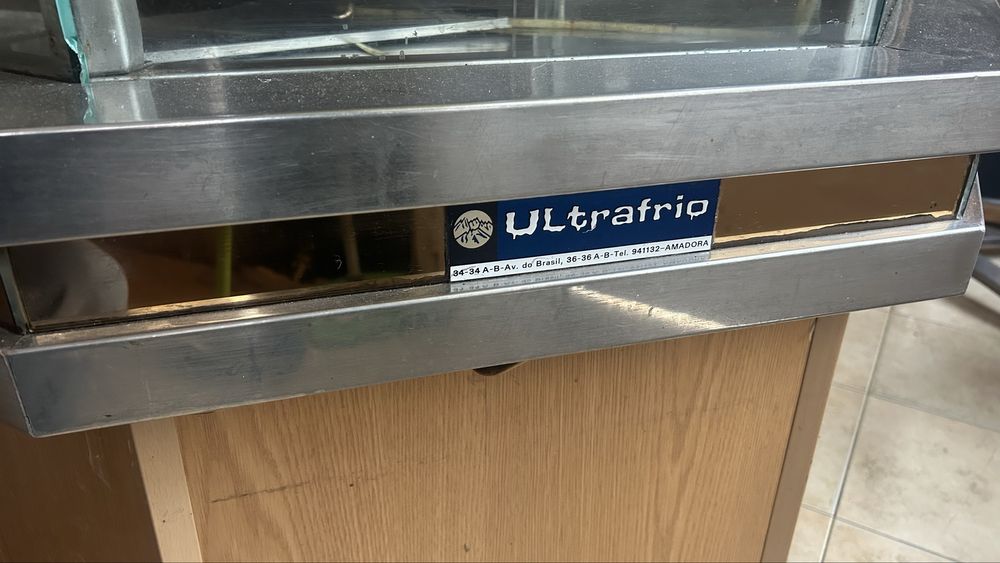 ULtrafrio
34-34 A-B-Av. do Brasil, 36-36 A-B-Tel. 941132-AMADORA